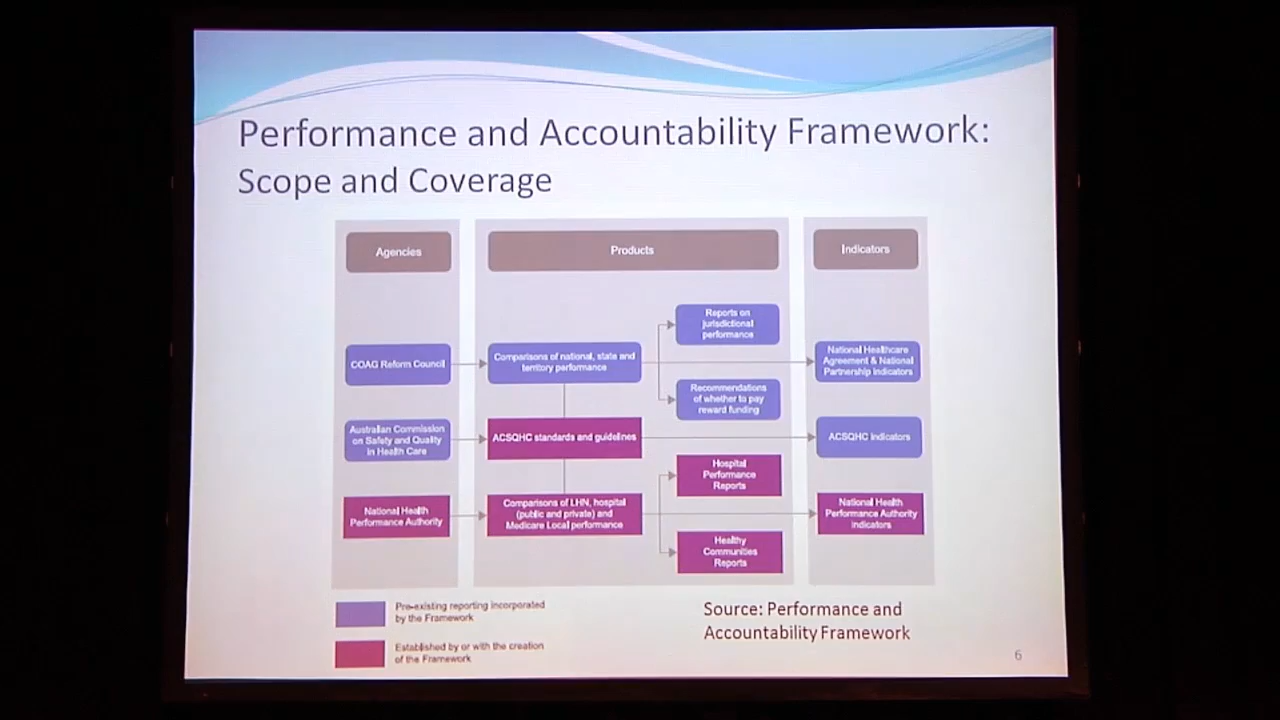 Performance and Accountability Framework:
Scope and Coverage
Agencies
Products
Indicators
Reports on
jurisdictional
performance
COAG Reform Council
Comparisons of national, state and
territory performance
National Healthcare
Agreement & National
Partnership Indicators
Recommendations
of whether to pay
reward funding
Australian Commission
on Safety and Quality
in Health Care
ACSQHC standards and guidelines
ACSQHC Indicators
Hospital
Performance
Reports
National Health
Performance Authority
Comparisons of LHN, hospital
(public and private) and
Medicare Local performance
National Health
Performance Authority
Indicators
Healthy
Communities
Reports
Pre-existing reporting incorporated
by the Framework
Established by or with the creation
of the Framework
Source: Performance and
Accountability Framework
6